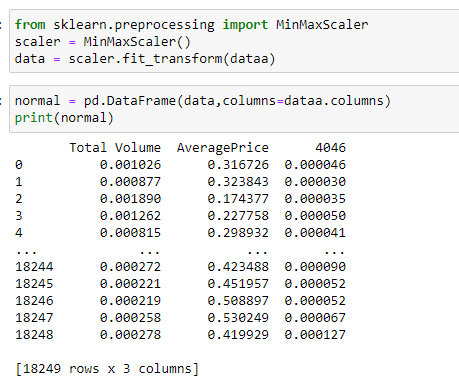 from sklearn.preprocessing import MinMaxScaler
scaler = MinMaxScaler()
data = scaler.fit_transform(dataa)
normal = pd.DataFrame(data,columns=dataa.columns)
print(normal)
Total Volume AveragePrice 4046
0 0.001026 0.316726 0.000046
1 0.000877 0.323843 0.000030
2 0.001890 0.174377 0.000035
3 0.001262 0.227758 0.000050
4 0.000815 0.298932 0.000041
... ... ... ...
18244 0.000272 0.423488 0.000090
18245 0.000221 0.451957 0.000052
18246 0.000219 0.508897 0.000052
18247 0.000258 0.530249 0.000067
18248 0.000278 0.419929 0.000127
[18249 rows x 3 columns]